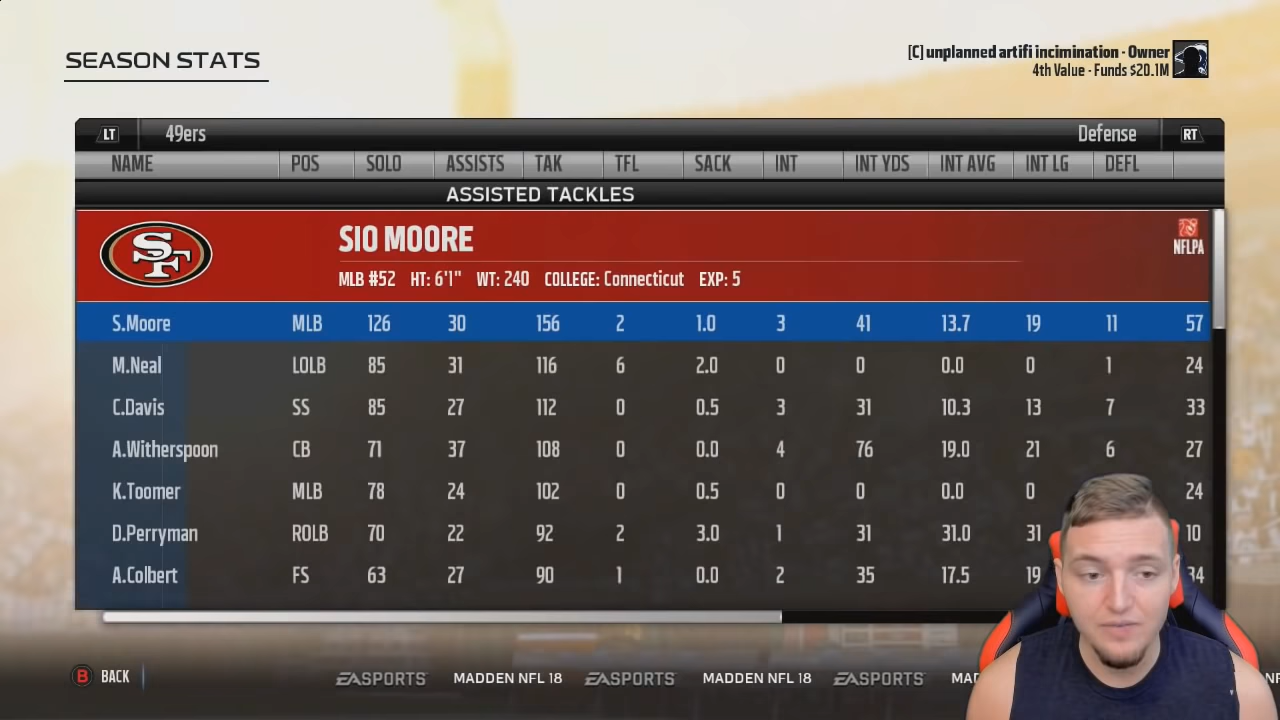 SEASON STATS
[C] unplanned artifi incimination - Owner
4th Value - Funds $20.1M
LT 49ers Defense RT
NAME POS SOLO ASSISTS TAK TFL SACK INT INT YDS INT AVG INT LG DEFL
ASSISTED TACKLES
SF SIO MOORE NFLPA
MLB #52 HT: 6'1" WT: 240 COLLEGE: Connecticut EXP: 5
S.Moore MLB 126 30 156 2 1.0 3 41 13.7 19 11 57
M.Neal LOLB 85 31 116 6 2.0 0 0 0.0 0 1 24
C.Davis SS 85 27 112 0 0.5 3 31 10.3 13 7 33
A.Witherspoon CB 71 37 108 0 0.0 4 76 19.0 21 6 27
K.Toomer MLB 78 24 102 0 0.5 0 0 0.0 0 24
D.Perryman ROLB 70 22 92 2 3.0 1 31 31.0 31 10
A.Colbert FS 63 27 90 1 0.0 2 35 17.5 19 34
B BACK EA SPORTS MADDEN NFL 18 EA SPORTS MADDEN NFL 18 EA SPORTS